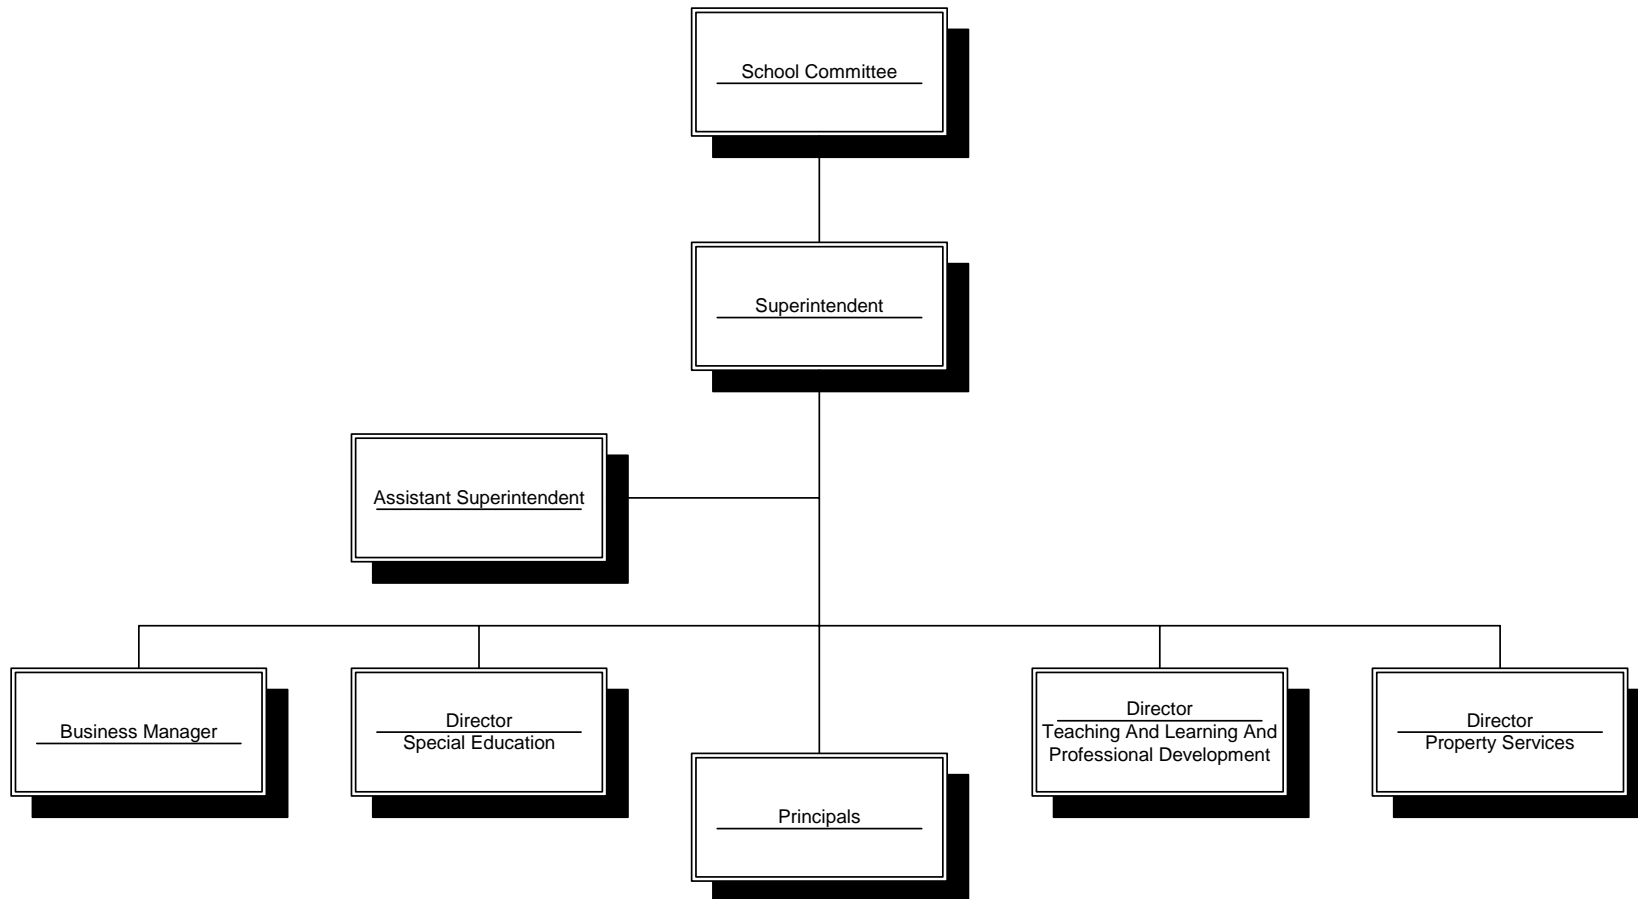 School Committee
Superintendent
Assistant Superintendent
Business Manager
Director
Special Education
Principals
Director
Teaching And Learning And
Professional Development
Director
Property Services